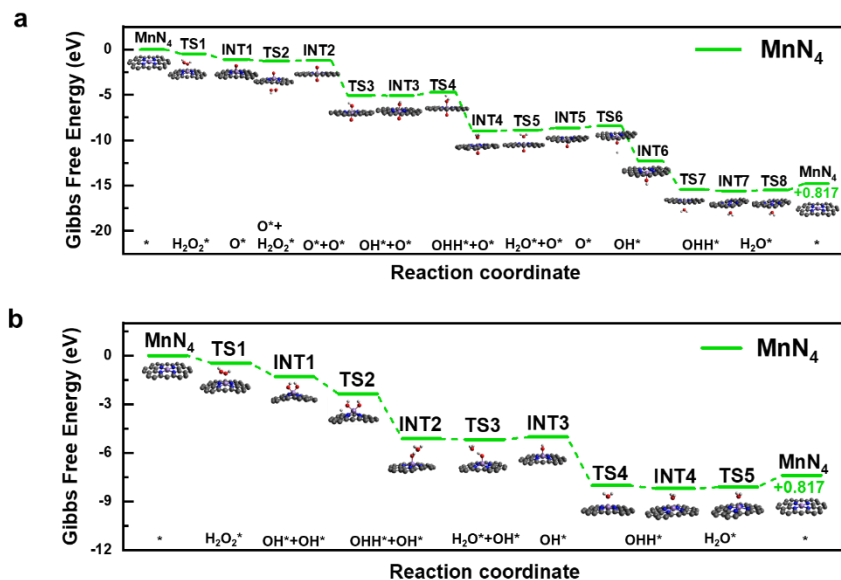 a
Gibbs Free Energy (eV)
0
-5
-10
-15
-20
MnN₄
TS1
INT1
TS2
INT2
TS3
INT3
TS4
INT4
TS5
INT5
TS6
INT6
TS7
INT7
TS8
MnN₄
+0.817
MnN₄
* H₂O₂* O* O*+ H₂O₂* O*+O* OH*+O* OHH*+O* H₂O*+O* O* OH* OHH* H₂O* *
Reaction coordinate
b
Gibbs Free Energy (eV)
0
-3
-6
-9
-12
MnN₄
TS1
INT1
TS2
INT2
TS3
INT3
TS4
INT4
TS5
MnN₄
+0.817
MnN₄
* H₂O₂* OH*+OH* OHH*+OH* H₂O*+OH* OH* OHH* H₂O* *
Reaction coordinate